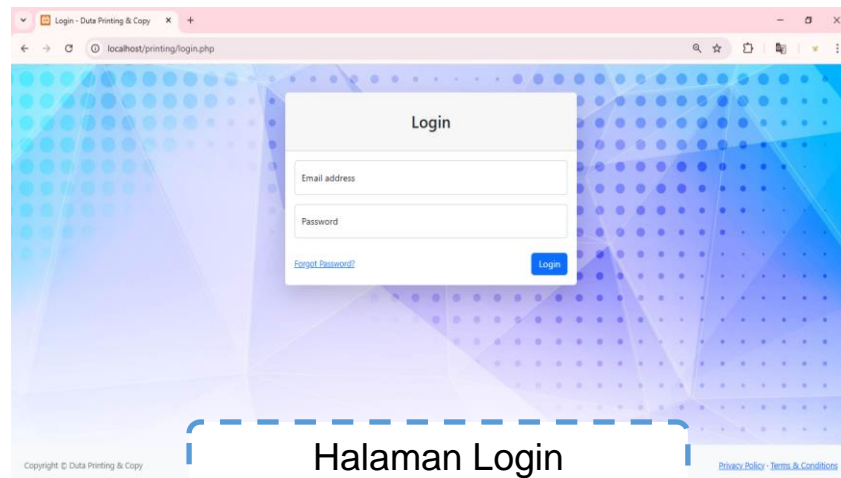 Login - Duta Printing & Copy
localhost/printing/login.php
Login
Email address
Password
Forgot Password?
Login
Halaman Login
Copyright © Duta Printing & Copy
Privacy Policy · Terms & Conditions